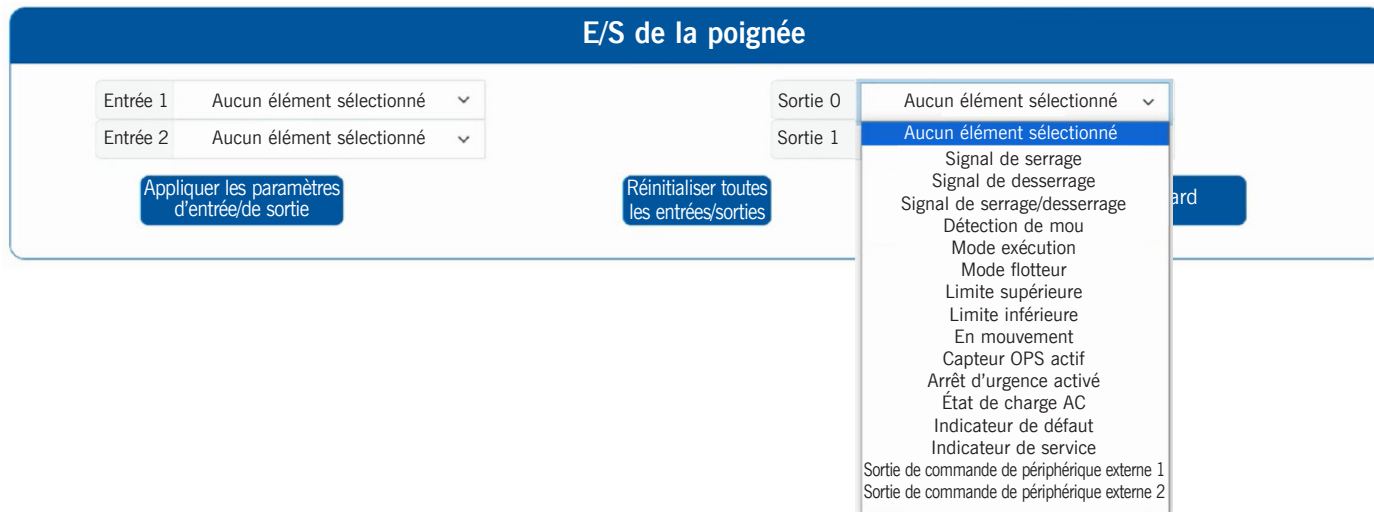 E/S de la poignée
Entrée 1 Aucun élément sélectionné
Sortie 0 Aucun élément sélectionné
Entrée 2 Aucun élément sélectionné
Sortie 1
Aucun élément sélectionné
Signal de serrage
Signal de desserrage
Signal de serrage/desserrage
Détection de mou
Mode exécution
Mode flotteur
Limite supérieure
Limite inférieure
En mouvement
Capteur OPS actif
Arrêt d'urgence activé
État de charge AC
Indicateur de défaut
Indicateur de service
Sortie de commande de périphérique externe 1
Sortie de commande de périphérique externe 2
Appliquer les paramètres
d'entrée/de sortie
Réinitialiser toutes
les entrées/sorties
ard